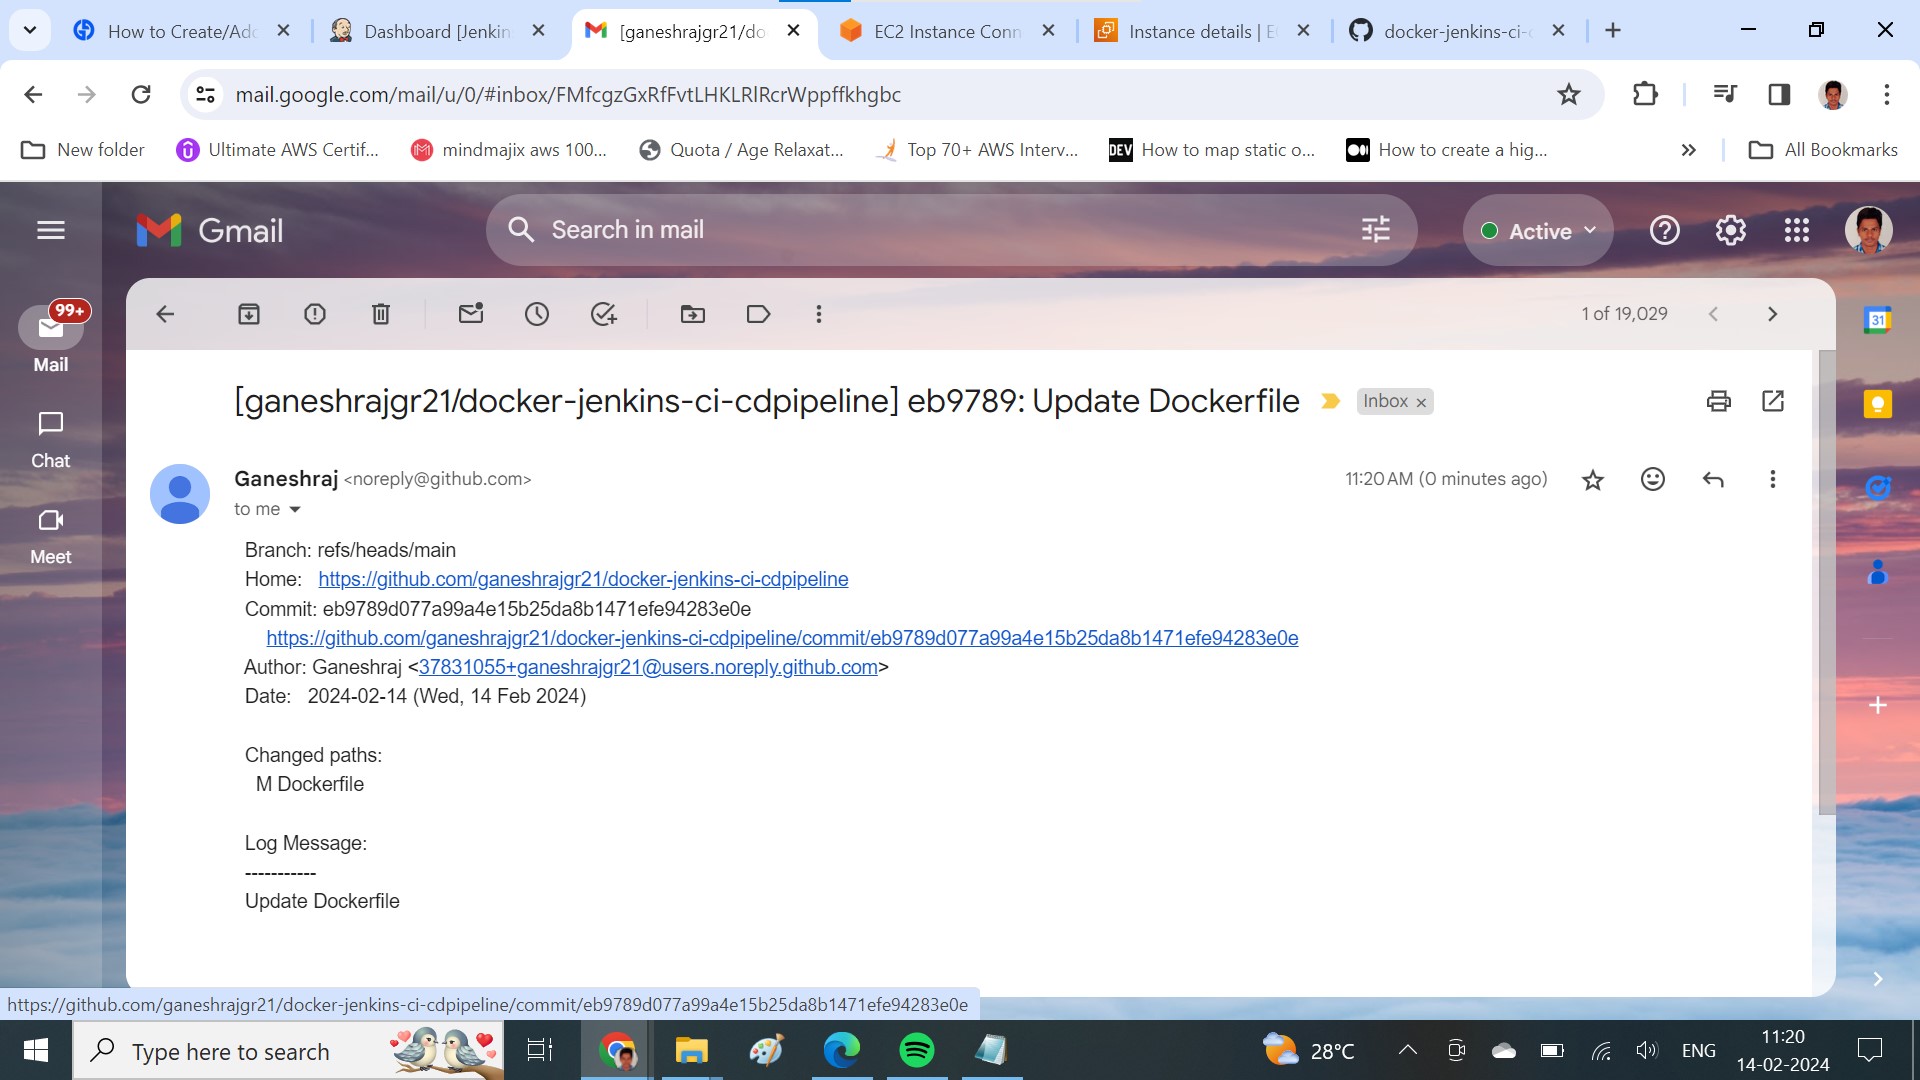 How to Create/Add
Dashboard [Jenkin
[ganeshrajgr21/do
EC2 Instance Conn
Instance details | E
docker-jenkins-ci-
mail.google.com/mail/u/0/#inbox/FMfcgzGxRfFvtLHKLRlRcrWppffkhgbc
New folder
Ultimate AWS Certif...
mindmajix aws 100...
Quota / Age Relaxat...
Top 70+ AWS Interv...
DEV
How to map static o...
How to create a hig...
All Bookmarks
Gmail
Search in mail
Active
99+
Mail
Chat
Meet
1 of 19,029
31
[ganeshrajgr21/docker-jenkins-ci-cdpipeline] eb9789: Update Dockerfile
Inbox ×
Ganeshraj <noreply@github.com>
11:20 AM (0 minutes ago)
to me
Branch: refs/heads/main
Home: https://github.com/ganeshrajgr21/docker-jenkins-ci-cdpipeline
Commit: eb9789d077a99a4e15b25da8b1471efe94283e0e
https://github.com/ganeshrajgr21/docker-jenkins-ci-cdpipeline/commit/eb9789d077a99a4e15b25da8b1471efe94283e0e
Author: Ganeshraj <37831055+ganeshrajgr21@users.noreply.github.com>
Date: 2024-02-14 (Wed, 14 Feb 2024)
Changed paths:
M Dockerfile
Log Message:
-----------
Update Dockerfile
https://github.com/ganeshrajgr21/docker-jenkins-ci-cdpipeline/commit/eb9789d077a99a4e15b25da8b1471efe94283e0e
Type here to search
28°C
ENG
11:20
14-02-2024